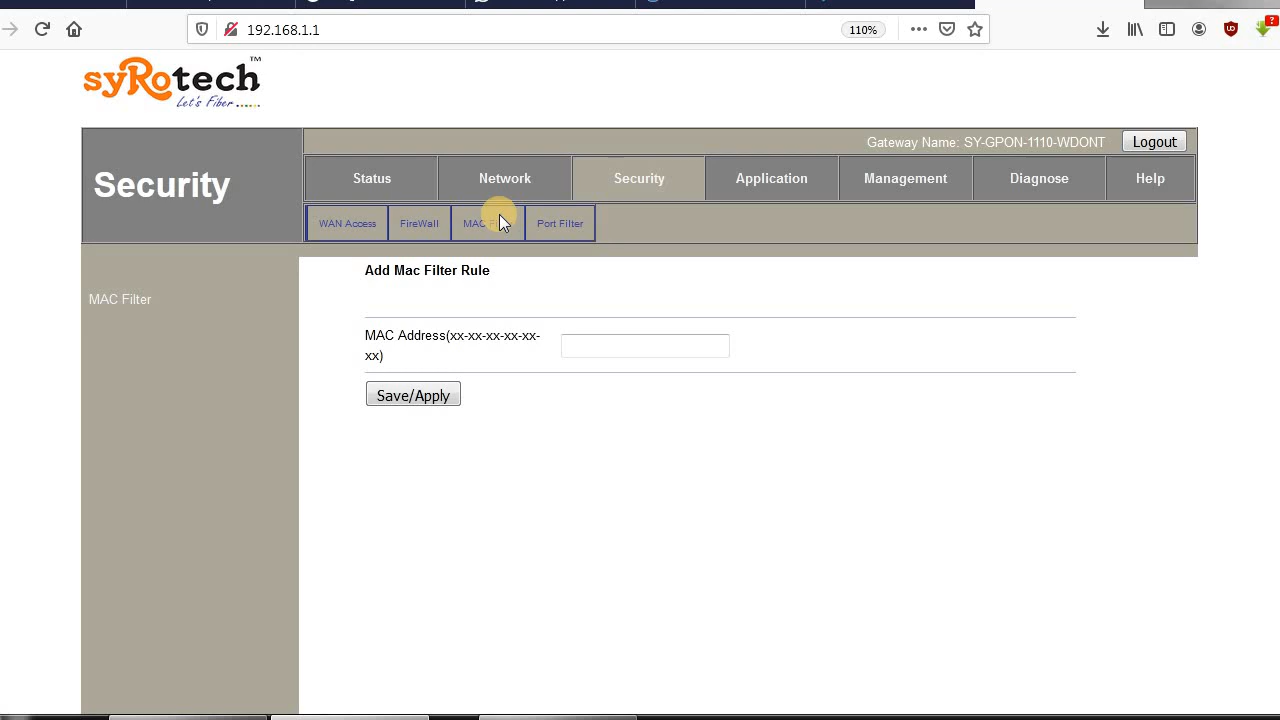 192.168.1.1
110%
syRotech™
Let's Fiber
Gateway Name: SY-GPON-1110-WDONT
Logout
Security
Status
Network
Security
Application
Management
Diagnose
Help
WAN Access
FireWall
MAC
Port Filter
Add Mac Filter Rule
MAC Filter
MAC Address(xx-xx-xx-xx-xx-
xx)
Save/Apply